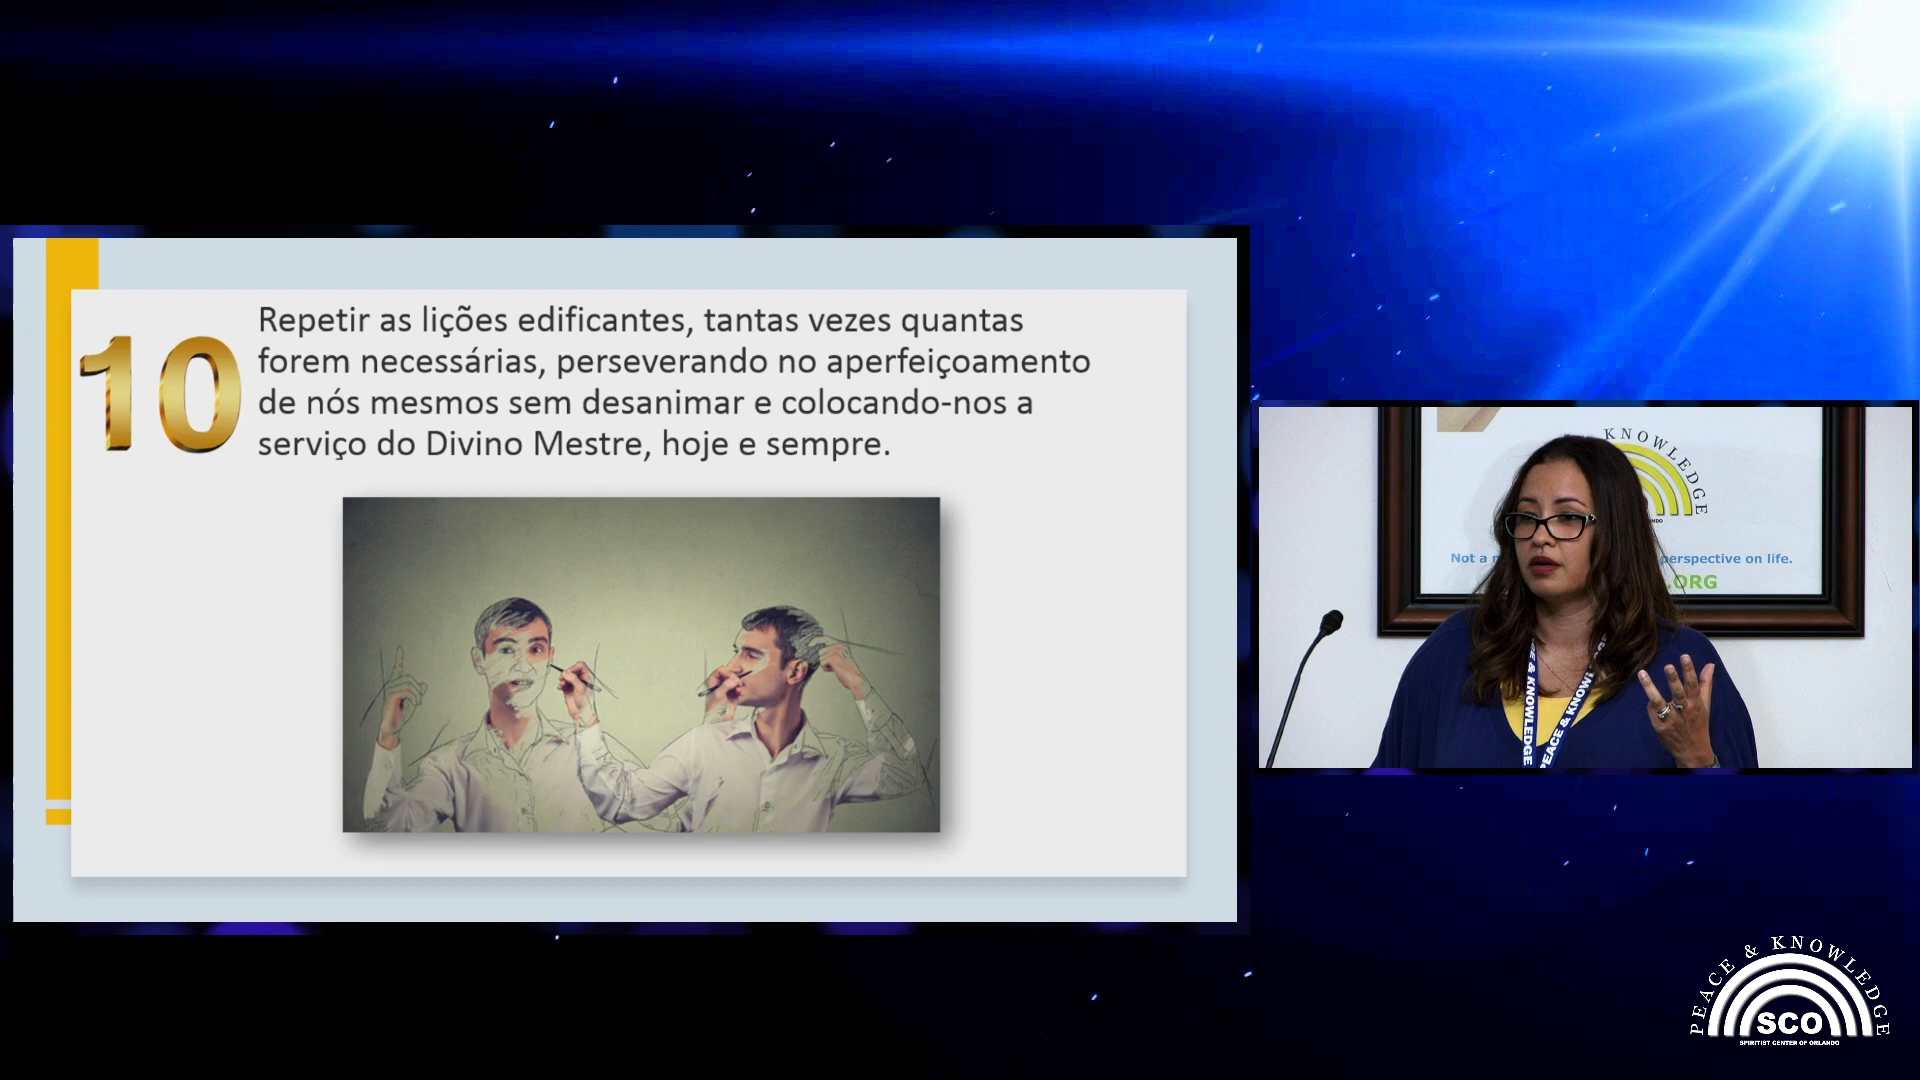 10
Repetir as lições edificantes, tantas vezes quantas
forem necessárias, perseverando no aperfeiçoamento
de nós mesmos sem desanimar e colocando-nos a
serviço do Divino Mestre, hoje e sempre.
KNOWLEDGE
Not a
perspective on life.
.ORG
& KNOWLEDGE
PEACE & KNOWL
PEACE & KNOWLEDGE
SCO
SPIRITIST CENTER OF ORLANDO